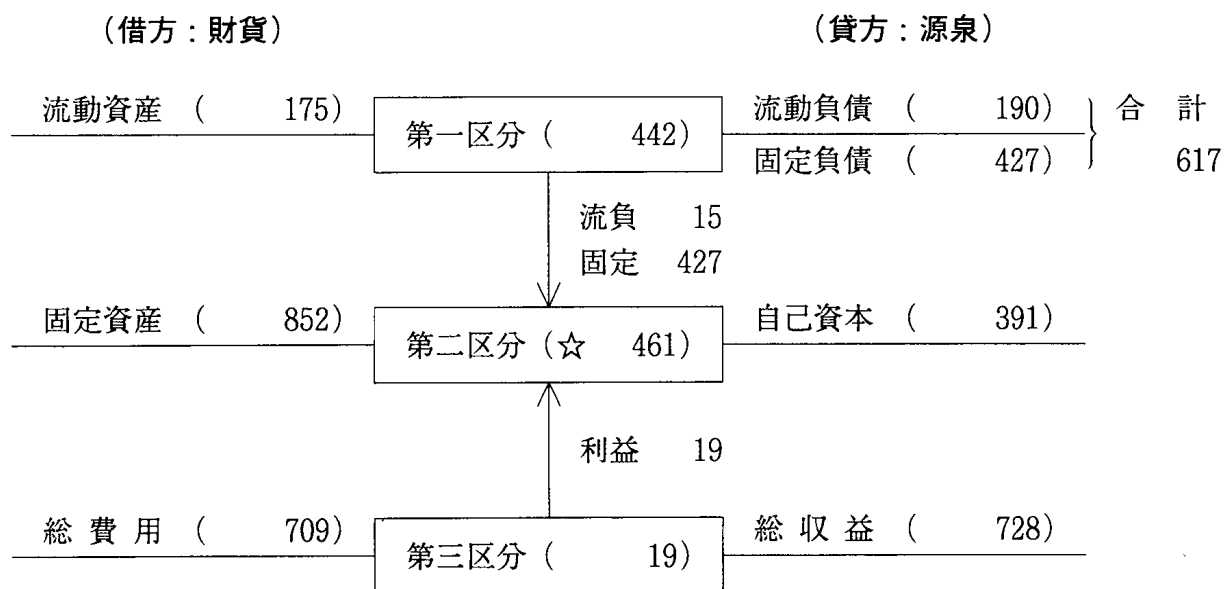 （借方：財貨） （貸方：源泉）
流動資産 （ 175） 第一区分（ 442） 流動負債 （ 190） 合 計
固定負債 （ 427） 617
流負 15
固定 427
固定資産 （ 852） 第二区分（☆ 461） 自己資本 （ 391）
利益 19
総 費 用 （ 709） 第三区分（ 19） 総 収 益 （ 728）